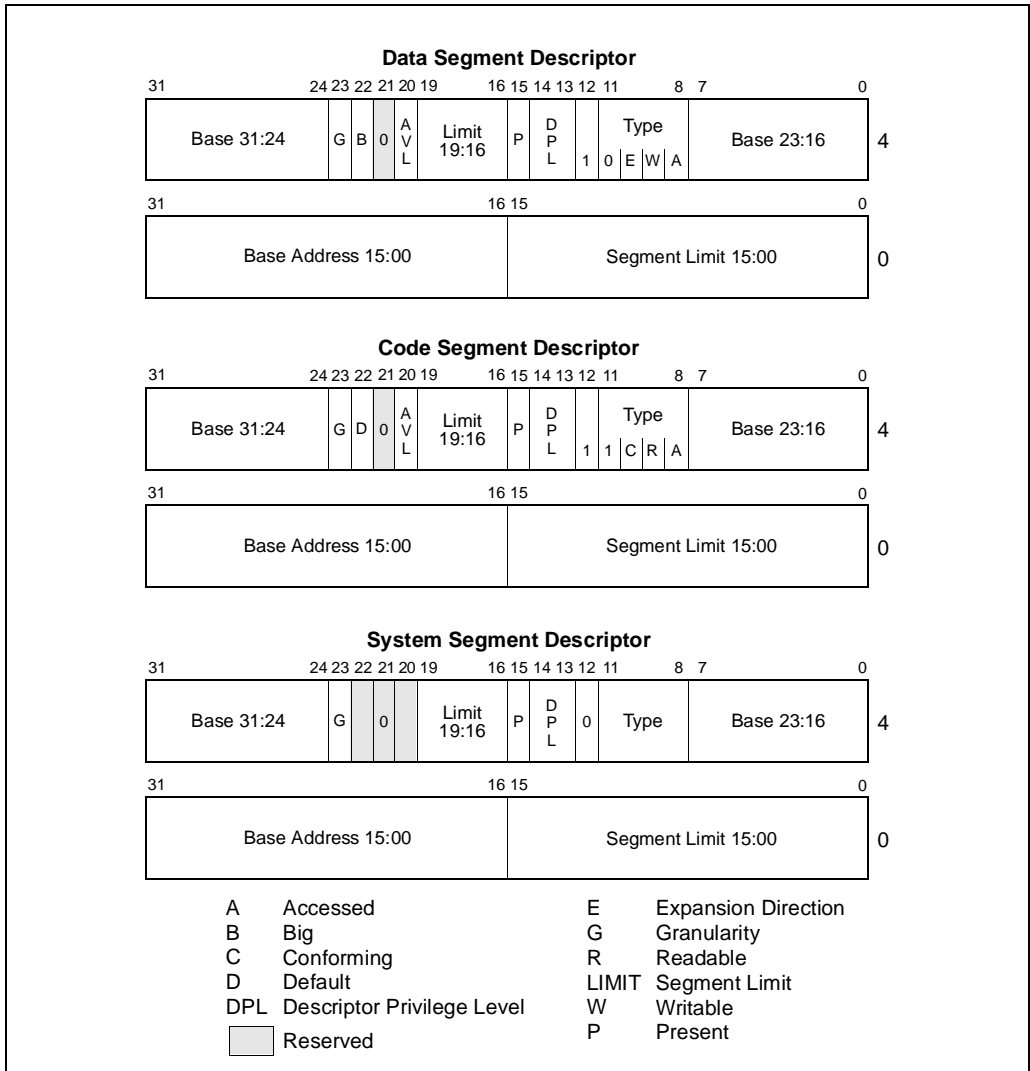 Data Segment Descriptor
31 24 23 22 21 20 19 16 15 14 13 12 11 8 7 0
Base 31:24 G B 0 AVL Limit 19:16 P DPL 1 Type 0 E W A Base 23:16 4
31 16 15 0
Base Address 15:00 Segment Limit 15:00 0
Code Segment Descriptor
31 24 23 22 21 20 19 16 15 14 13 12 11 8 7 0
Base 31:24 G D 0 AVL Limit 19:16 P DPL 1 Type 1 C R A Base 23:16 4
31 16 15 0
Base Address 15:00 Segment Limit 15:00 0
System Segment Descriptor
31 24 23 22 21 20 19 16 15 14 13 12 11 8 7 0
Base 31:24 G 0 Limit 19:16 P DPL 0 Type Base 23:16 4
31 16 15 0
Base Address 15:00 Segment Limit 15:00 0
A Accessed
B Big
C Conforming
D Default
DPL Descriptor Privilege Level
Reserved
E Expansion Direction
G Granularity
R Readable
LIMIT Segment Limit
W Writable
P Present